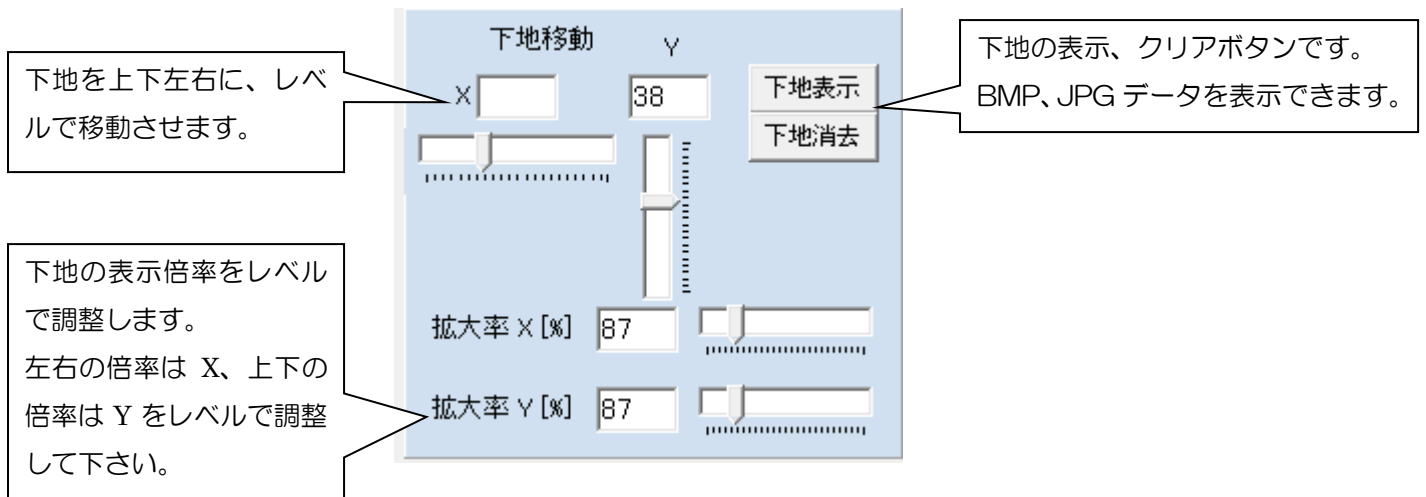 下地を上下左右に、レベ
ルで移動させます。
下地移動
Y
X
38
下地表示
下地消去
下地の表示、クリアボタンです。
BMP、JPG データを表示できます。
下地の表示倍率をレベル
で調整します。
左右の倍率は X、上下の
倍率は Y をレベルで調整
して下さい。
拡大率 X [%] 87
拡大率 Y [%] 87